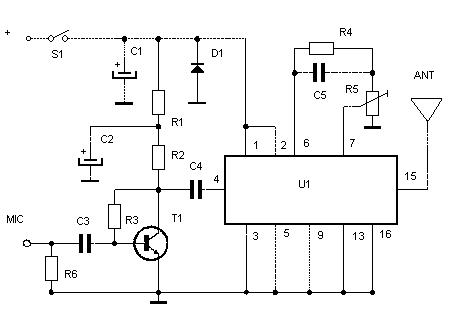 +
S1
+
C1
D1
R4
C5
R5
ANT
R1
+
C2
R2
1
2
6
7
C4
4
U1
15
MIC
C3
R3
T1
3
5
9
13
16
R6